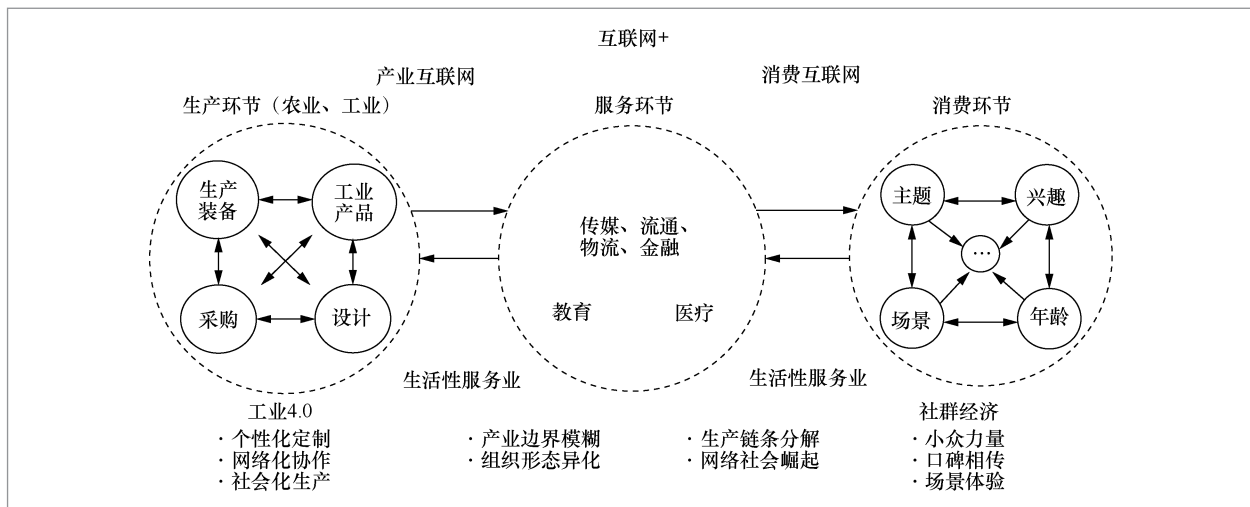 互联网+
产业互联网
消费互联网
生产环节（农业、工业）
服务环节
消费环节
生产
装备
工业
产品
采购
设计
传媒、流通、
物流、金融
教育
医疗
主题
兴趣
…
场景
年龄
生活性服务业
生活性服务业
工业4.0
· 个性化定制
· 网络化协作
· 社会化生产
· 产业边界模糊
· 组织形态异化
· 生产链条分解
· 网络社会崛起
社群经济
· 小众力量
· 口碑相传
· 场景体验